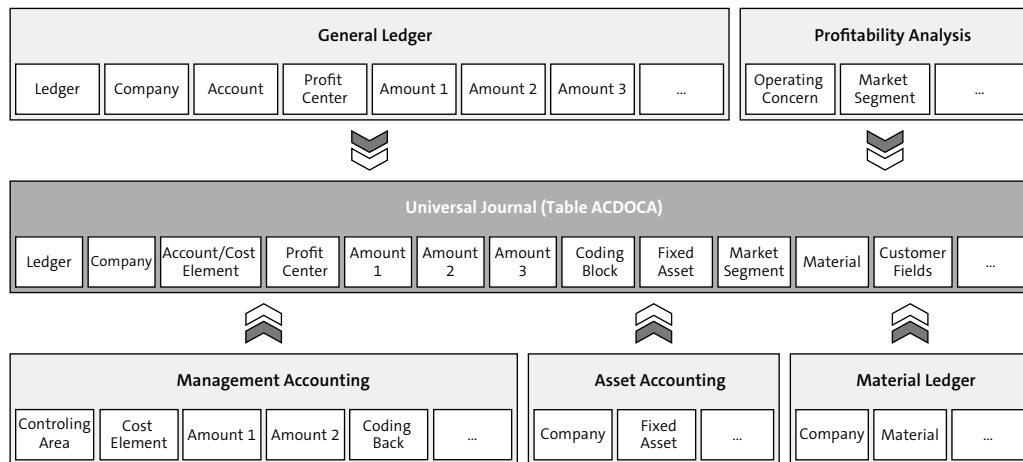 General Ledger
Ledger
Company
Account
Profit
Center
Amount 1
Amount 2
Amount 3
...
Profitability Analysis
Operating
Concern
Market
Segment
...
Universal Journal (Table ACDOCA)
Ledger
Company
Account/Cost
Element
Profit
Center
Amount
1
Amount
2
Amount
3
Coding
Block
Fixed
Asset
Market
Segment
Material
Customer
Fields
...
Management Accounting
Controling
Area
Cost
Element
Amount 1
Amount 2
Coding
Back
...
Asset Accounting
Company
Fixed
Asset
...
Material Ledger
Company
Material
...